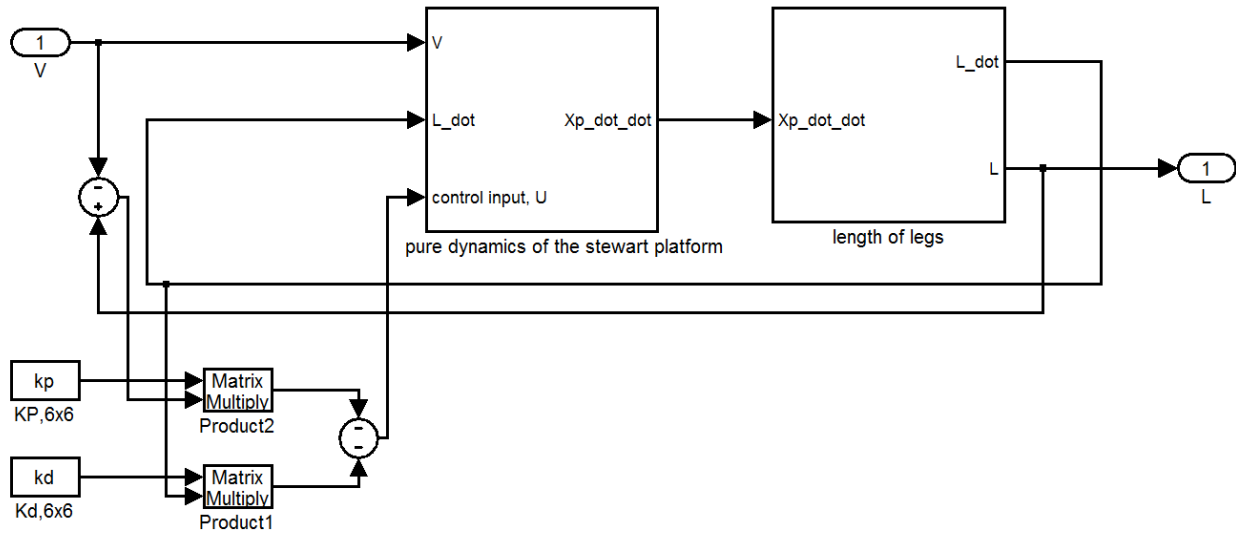 1
V
V
L_dot
control input, U
Xp_dot_dot
pure dynamics of the stewart platform
Xp_dot_dot
L_dot
L
length of legs
1
L
-
+
kp
KP,6x6
Matrix
Multiply
Product2
-
-
kd
Kd,6x6
Matrix
Multiply
Product1